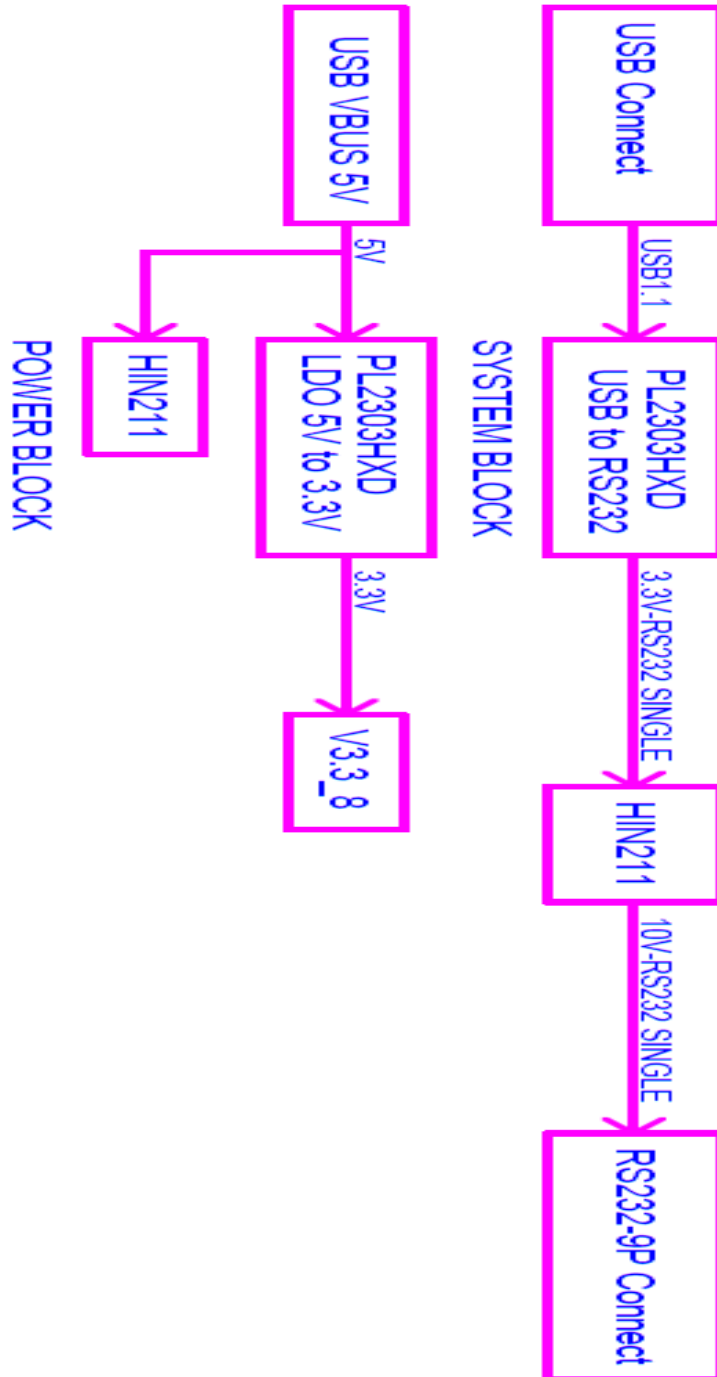 USB Connect
USB1.1
PL2303HXD
USB to RS232
3.3V-RS232 SINGLE
HIN211
10V-RS232 SINGLE
RS232-9P Connect
SYSTEM BLOCK
USB VBUS 5V
5V
PL2303HXD
LDO 5V to 3.3V
3.3V
V3.3_8
HIN211
POWER BLOCK